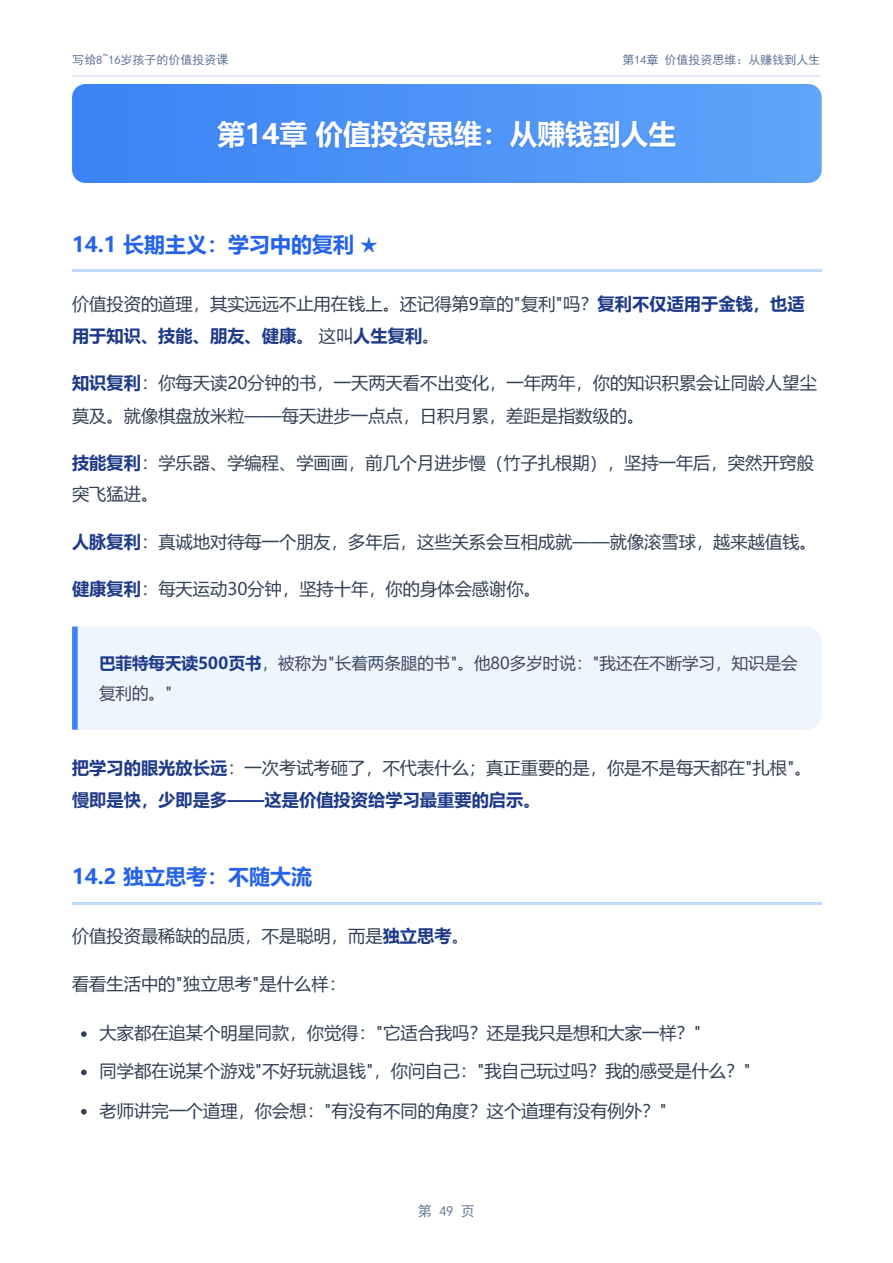 写给8~16岁孩子的价值投资课
第14章 价值投资思维：从赚钱到人生
第14章 价值投资思维：从赚钱到人生
14.1 长期主义：学习中的复利 ★
价值投资的道理，其实远远不止用在钱上。还记得第9章的"复利"吗？复利不仅适用于金钱，也适
用于知识、技能、朋友、健康。 这叫人生复利。
知识复利：你每天读20分钟的书，一天两天看不出变化，一年两年，你的知识积累会让同龄人望尘
莫及。就像棋盘放米粒——每天进步一点点，日积月累，差距是指数级的。
技能复利：学乐器、学编程、学画画，前几个月进步慢（竹子扎根期），坚持一年后，突然开窍般
突飞猛进。
人脉复利：真诚地对待每一个朋友，多年后，这些关系会互相成就——就像滚雪球，越来越值钱。
健康复利：每天运动30分钟，坚持十年，你的身体会感谢你。
巴菲特每天读500页书，被称为"长着两条腿的书"。他80多岁时说："我还在不断学习，知识是会
复利的。"
把学习的眼光放长远：一次考试考砸了，不代表什么；真正重要的是，你是不是每天都在"扎根"。
慢即是快，少即是多——这是价值投资给学习最重要的启示。
14.2 独立思考：不随大流
价值投资最稀缺的品质，不是聪明，而是独立思考。
看看生活中的"独立思考"是什么样：
• 大家都在追某个明星同款，你觉得："它适合我吗？还是我只是想和大家一样？"
• 同学都在说某个游戏"不好玩就退钱"，你问自己："我自己玩过吗？我的感受是什么？"
• 老师讲完一个道理，你会想："有没有不同的角度？这个道理有没有例外？"
第 49 页